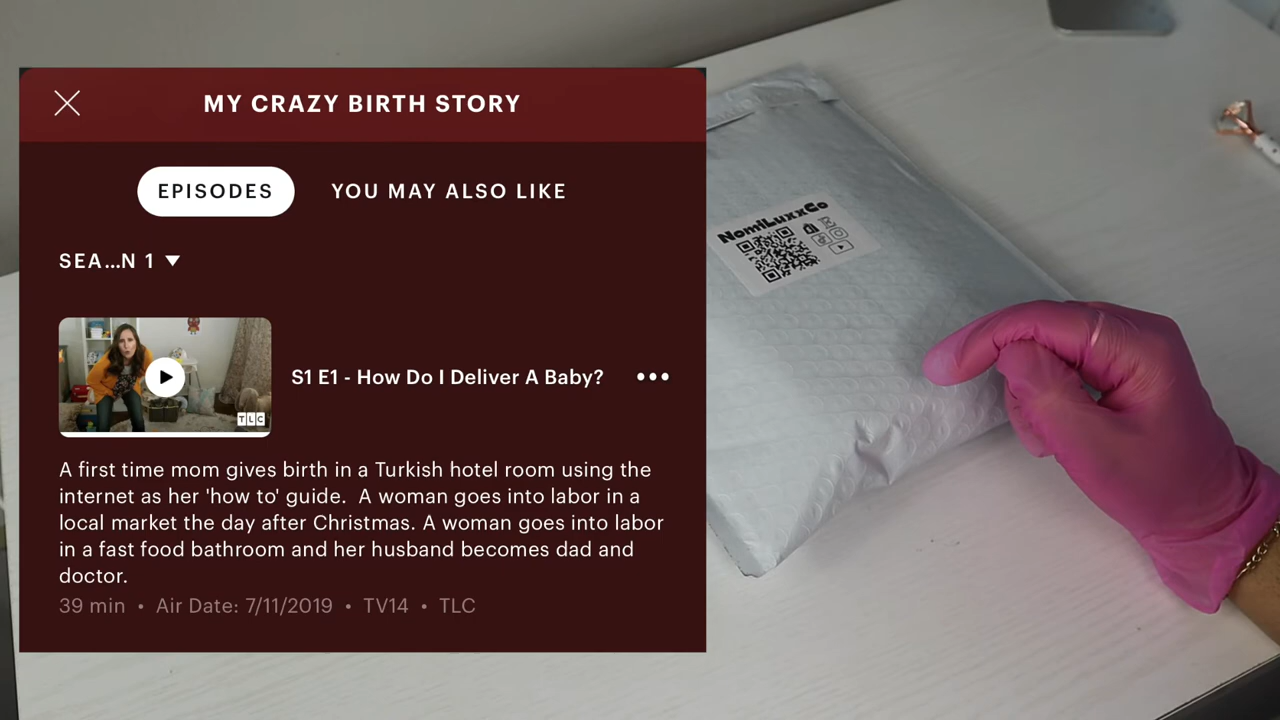 MY CRAZY BIRTH STORY
EPISODES
YOU MAY ALSO LIKE
SEA...N 1
TLC
S1 E1 - How Do I Deliver A Baby?
A first time mom gives birth in a Turkish hotel room using the
internet as her 'how to' guide.  A woman goes into labor in a
local market the day after Christmas. A woman goes into labor
in a fast food bathroom and her husband becomes dad and
doctor.
39 min • Air Date: 7/11/2019 • TV14 • TLC
NomiLuxxCo